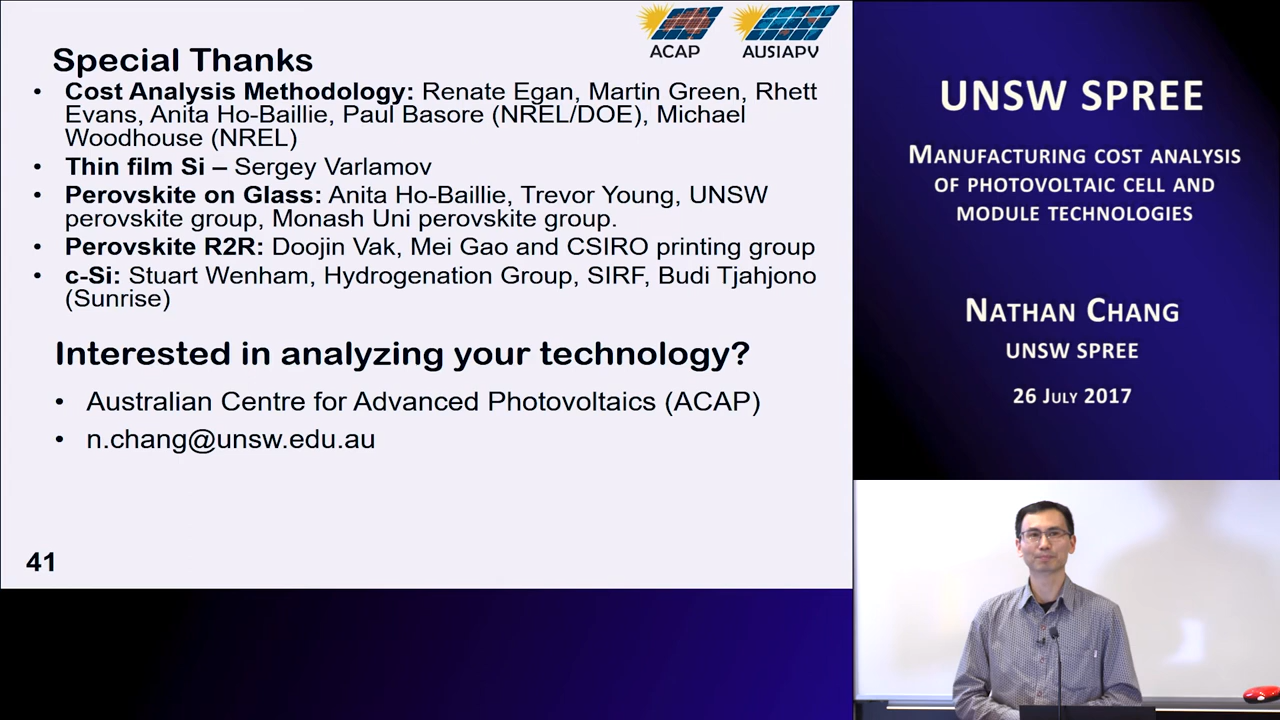 ACAP
AUSIAPV
Special Thanks
• Cost Analysis Methodology: Renate Egan, Martin Green, Rhett
Evans, Anita Ho-Baillie, Paul Basore (NREL/DOE), Michael
Woodhouse (NREL)
• Thin film Si – Sergey Varlamov
• Perovskite on Glass: Anita Ho-Baillie, Trevor Young, UNSW
perovskite group, Monash Uni perovskite group.
• Perovskite R2R: Doojin Vak, Mei Gao and CSIRO printing group
• c-Si: Stuart Wenham, Hydrogenation Group, SIRF, Budi Tjahjono
(Sunrise)
Interested in analyzing your technology?
• Australian Centre for Advanced Photovoltaics (ACAP)
• n.chang@unsw.edu.au
41
UNSW SPREE
MANUFACTURING COST ANALYSIS
OF PHOTOVOLTAIC CELL AND
MODULE TECHNOLOGIES
NATHAN CHANG
UNSW SPREE
26 JULY 2017